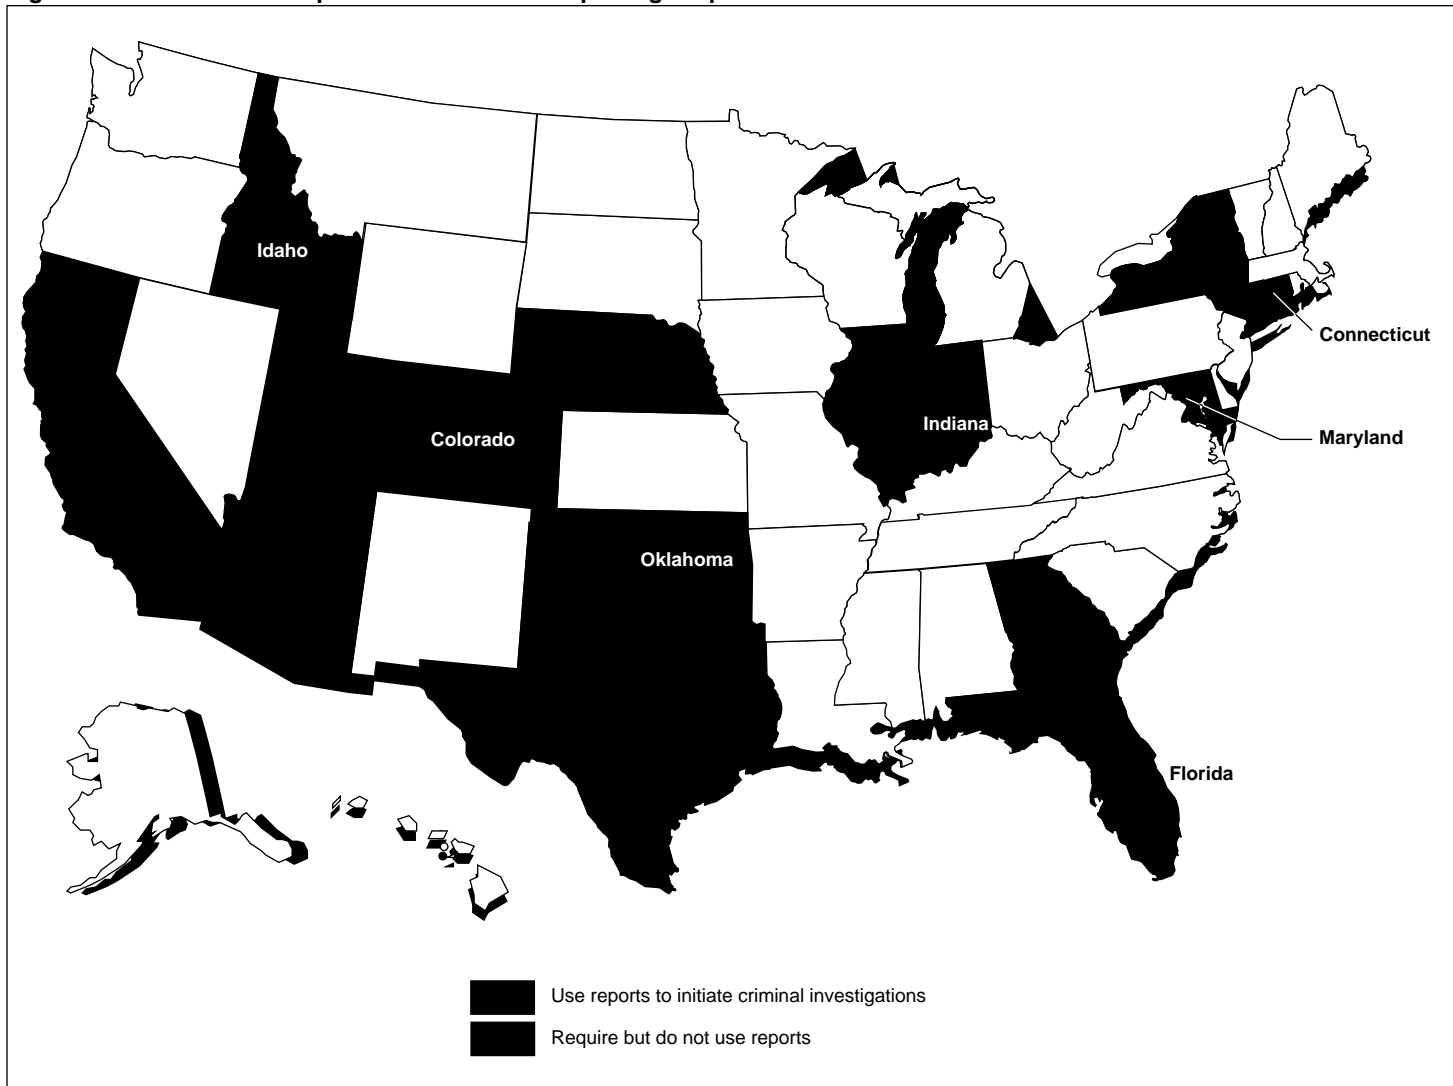 Idaho
Connecticut
Indiana
Colorado
Maryland
Oklahoma
Florida
Use reports to initiate criminal investigations
Require but do not use reports